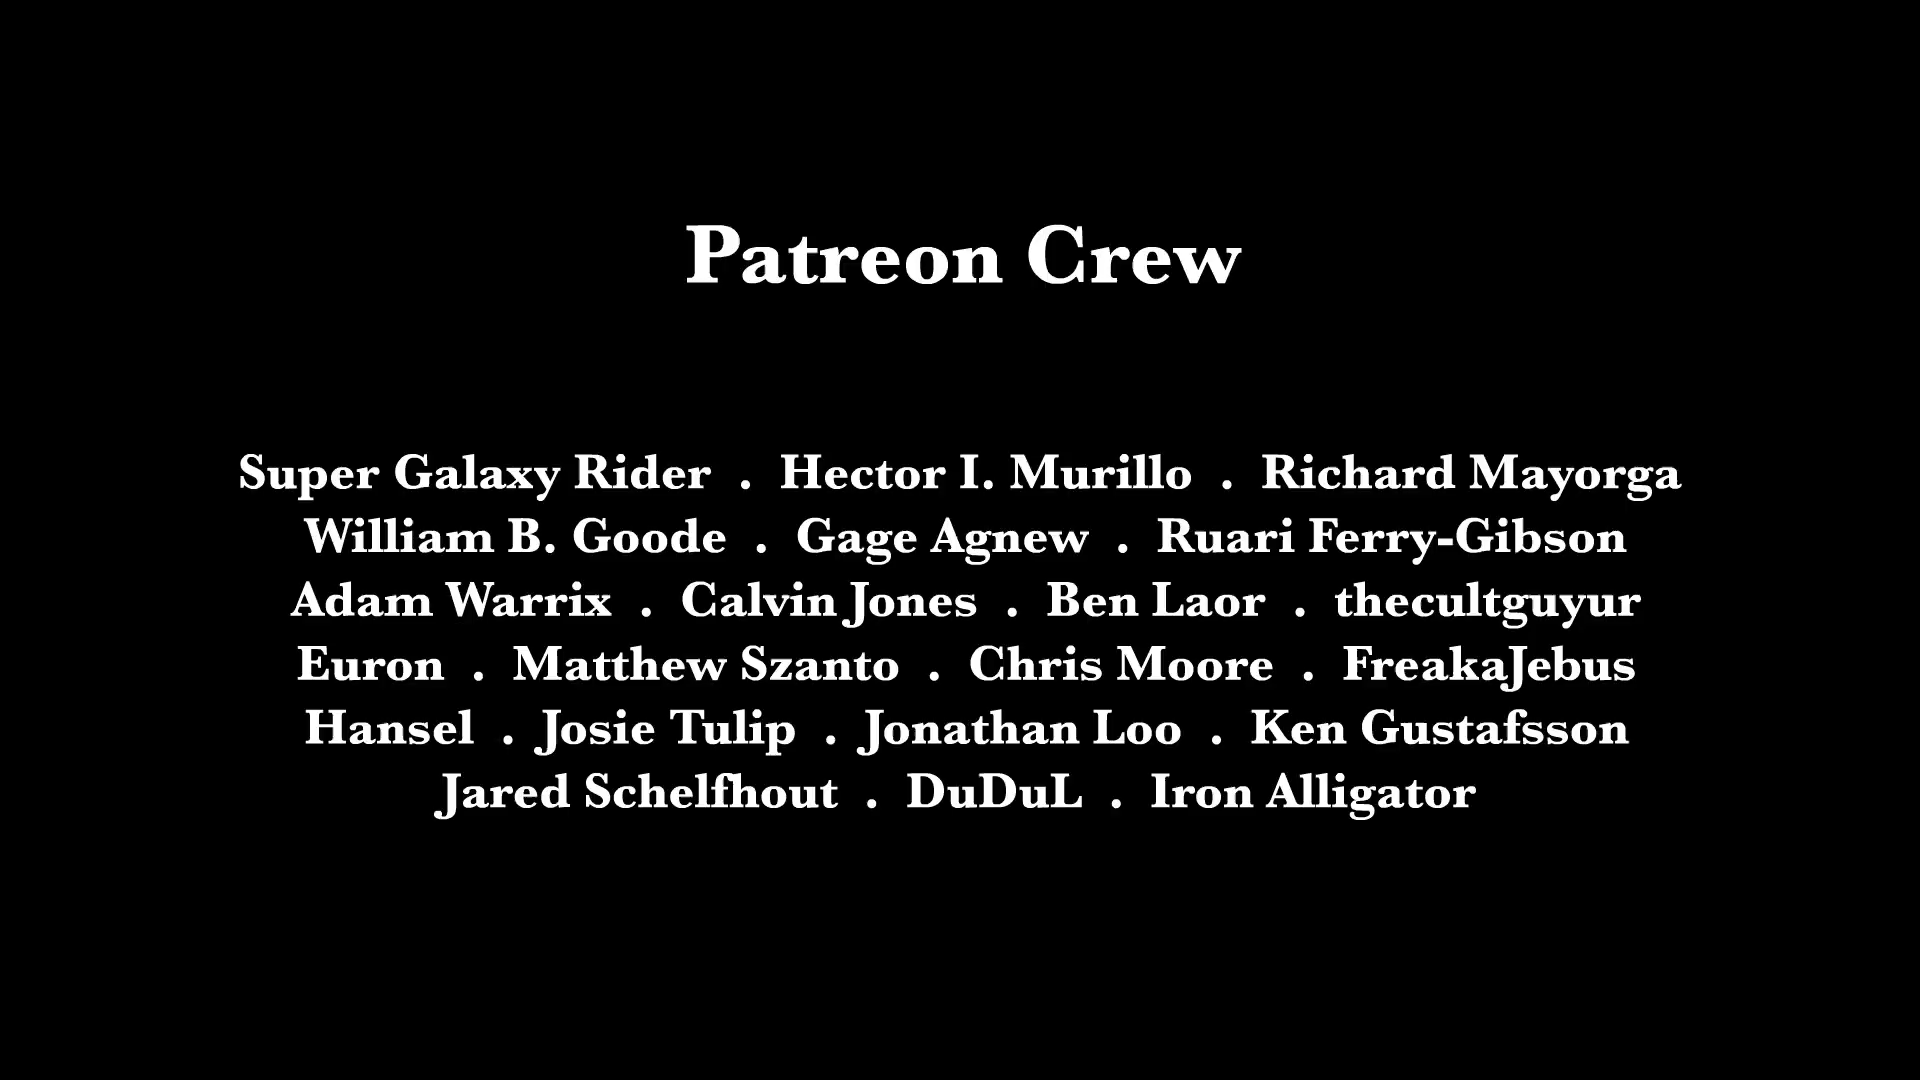 Patreon Crew
Super Galaxy Rider . Hector I. Murillo . Richard Mayorga
William B. Goode . Gage Agnew . Ruari Ferry-Gibson
Adam Warrix . Calvin Jones . Ben Laor . thecultguyur
Euron . Matthew Szanto . Chris Moore . FreakaJebus
Hansel . Josie Tulip . Jonathan Loo . Ken Gustafsson
Jared Schelfhout . DuDuL . Iron Alligator